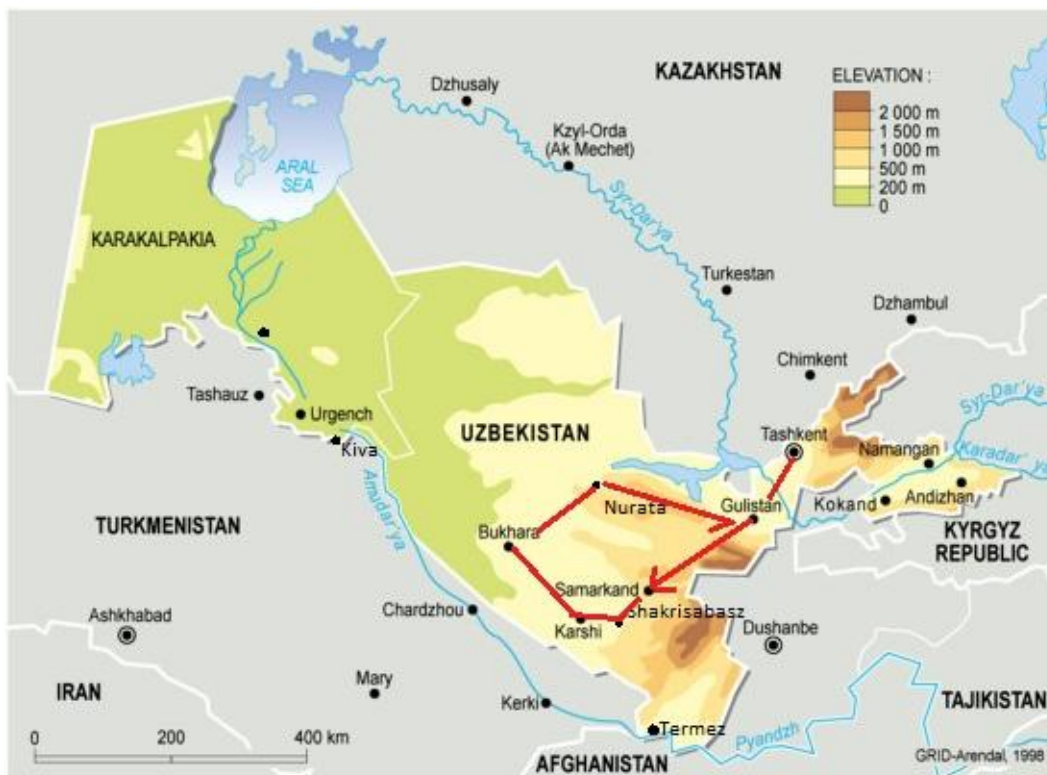 KAZAKHSTAN
ELEVATION :
2 000 m
1 500 m
1 000 m
500 m
200 m
0
Dzhusaly
Kzyl-Orda
(Ak Mechet)
ARAL
SEA
Syr-Dar'ya
KARAKALPAKIA
Turkestan
Dzhambul
Chimkent
Tashauz
Urgench
Kiva
UZBEKISTAN
Tashkent
Namangan
Syr-Dar'ya
Karadar'ya
Amudar'ya
Nurata
Gulistan
Kokand
Andizhan
TURKMENISTAN
Bukhara
KYRGYZ
REPUBLIC
Samarkand
Shakrisabasz
Ashkhabad
Chardzhou
Karshi
Dushanbe
IRAN
Mary
Kerki
TAJIKISTAN
Termez
Pyandzh
0 200 400 km
AFGHANISTAN
GRID-Arendal, 1998